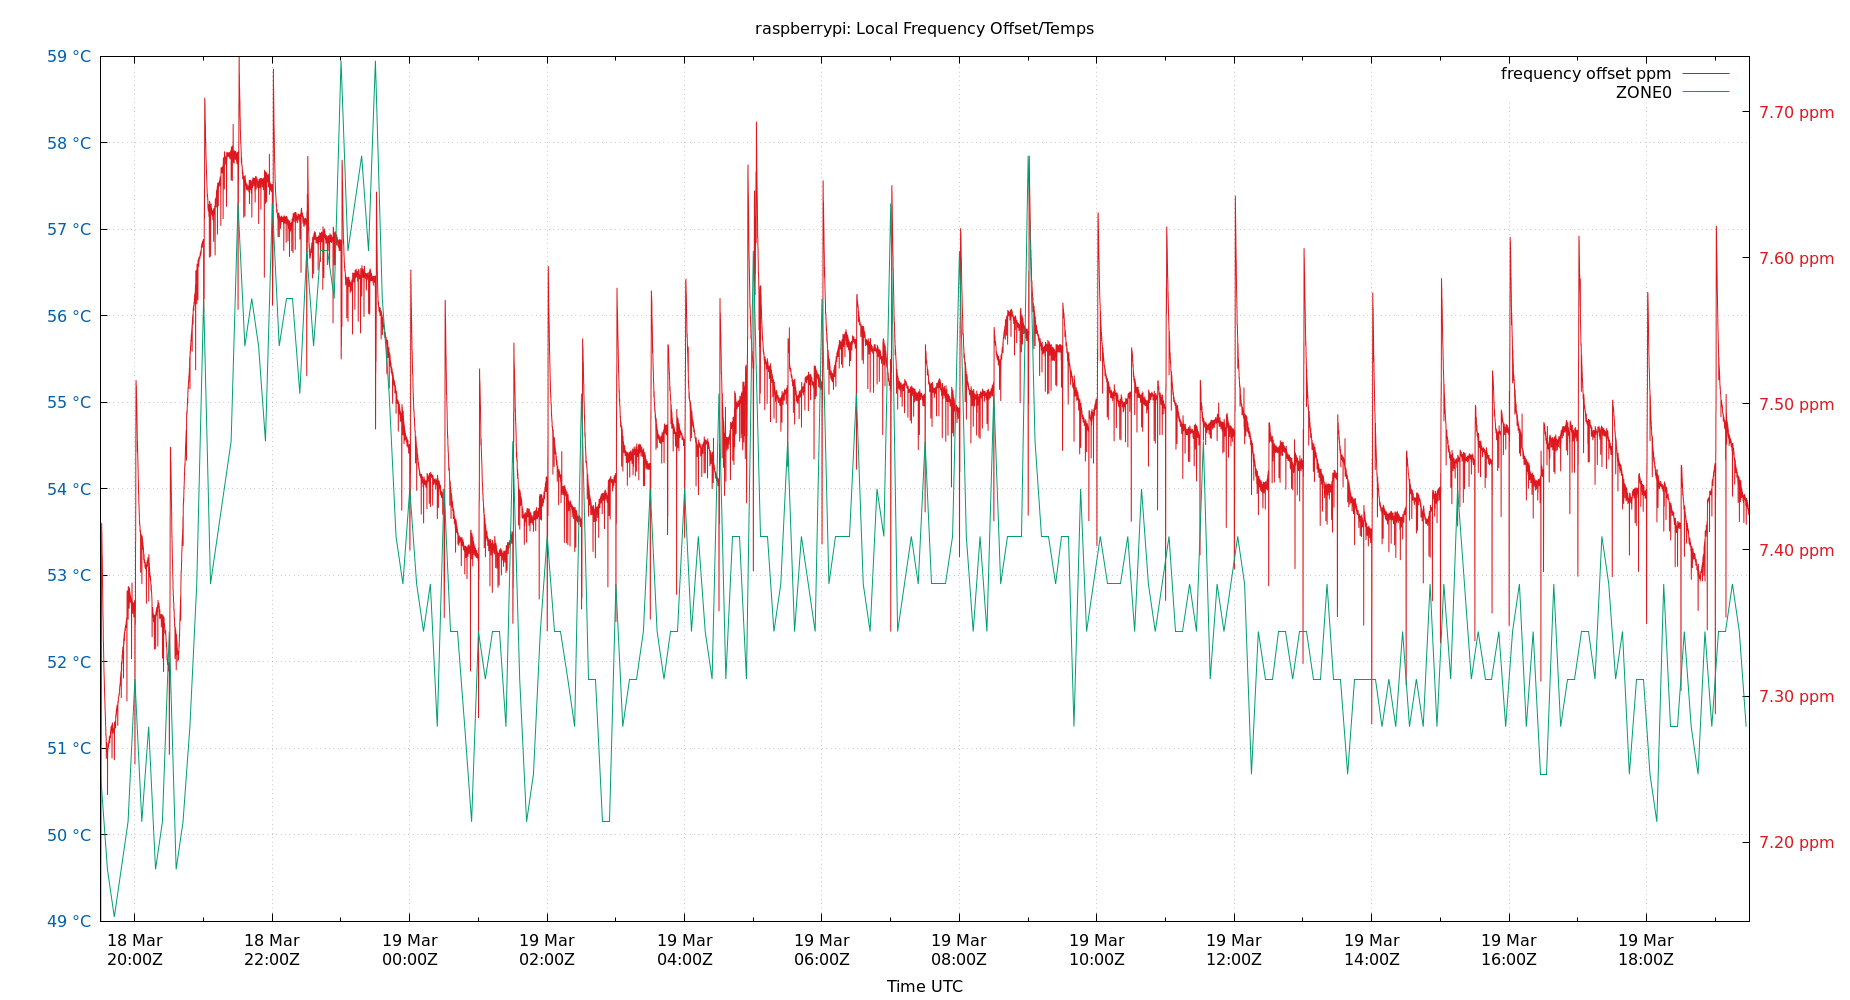 raspberrypi: Local Frequency Offset/Temps
frequency offset ppm
ZONE0
59 °C
58 °C
57 °C
56 °C
55 °C
54 °C
53 °C
52 °C
51 °C
50 °C
49 °C
7.70 ppm
7.60 ppm
7.50 ppm
7.40 ppm
7.30 ppm
7.20 ppm
18 Mar 18 Mar 19 Mar 19 Mar 19 Mar 19 Mar 19 Mar 19 Mar 19 Mar 19 Mar 19 Mar 19 Mar
20:00Z 22:00Z 00:00Z 02:00Z 04:00Z 06:00Z 08:00Z 10:00Z 12:00Z 14:00Z 16:00Z 18:00Z
Time UTC